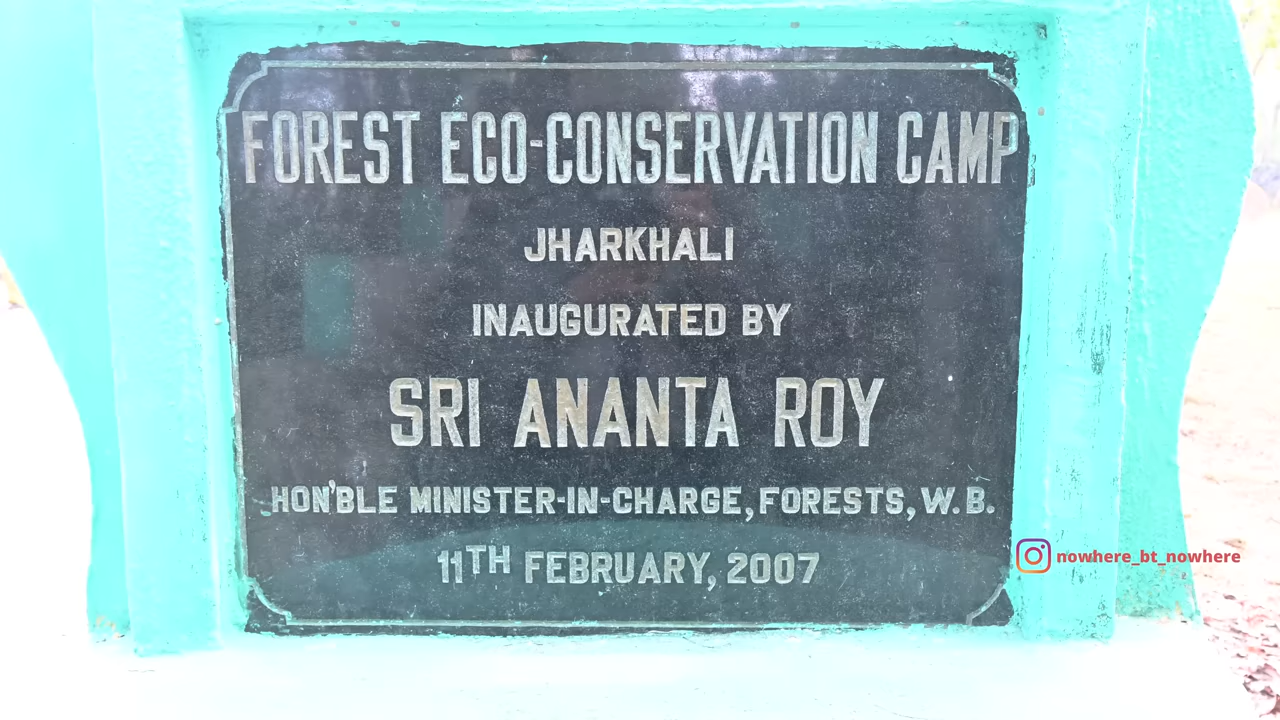 FOREST ECO-CONSERVATION CAMP
JHARKHALI
INAUGURATED BY
SRI ANANTA ROY
HON'BLE MINISTER-IN-CHARGE, FORESTS, W.B.
11TH FEBRUARY, 2007
nowhere_bt_nowhere